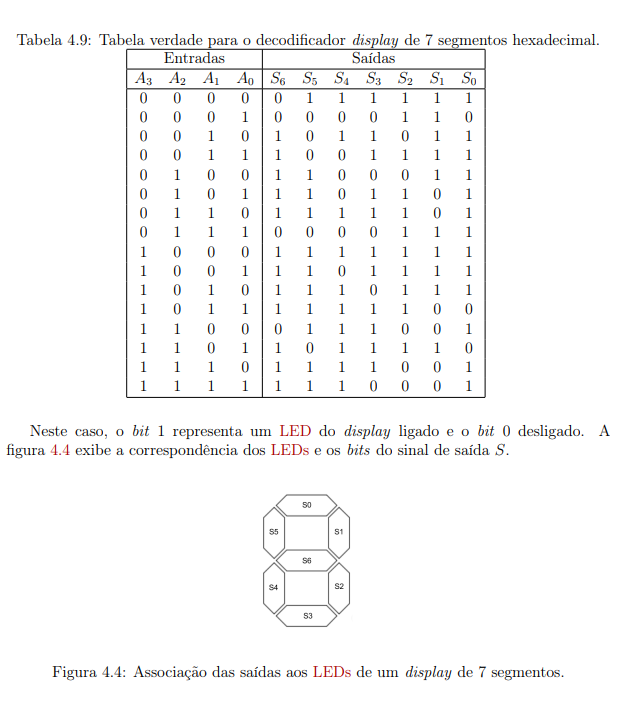 Tabela 4.9: Tabela verdade para o decodificador display de 7 segmentos hexadecimal.
Entradas Saídas
A3 A2 A1 A0 S6 S5 S4 S3 S2 S1 S0
0 0 0 0 0 1 1 1 1 1 1
0 0 0 1 0 0 0 0 1 1 0
0 0 1 0 1 0 1 1 0 1 1
0 0 1 1 1 0 0 1 1 1 1
0 1 0 0 1 1 0 0 0 1 1
0 1 0 1 1 1 0 1 1 0 1
0 1 1 0 1 1 1 1 1 0 1
0 1 1 1 0 0 0 0 1 1 1
1 0 0 0 1 1 1 1 1 1 1
1 0 0 1 1 1 0 1 1 1 1
1 0 1 0 1 1 1 0 1 1 1
1 0 1 1 1 1 1 1 1 0 0
1 1 0 0 0 1 1 1 0 0 1
1 1 0 1 1 0 1 1 1 1 0
1 1 1 0 1 1 1 1 0 0 1
1 1 1 1 1 1 1 0 0 0 1
Neste caso, o bit 1 representa um LED do display ligado e o bit 0 desligado. A
figura 4.4 exibe a correspondência dos LEDs e os bits do sinal de saída S.
S0
S5 S1
S6
S4 S2
S3
Figura 4.4: Associação das saídas aos LEDs de um display de 7 segmentos.